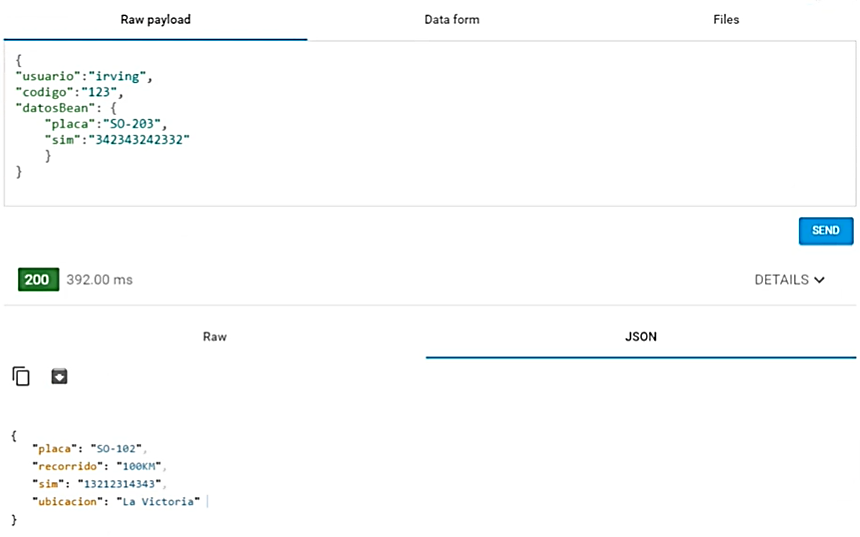 Raw payload Data form Files
{
"usuario":"irving",
"codigo":"123",
"datosBean": {
"placa":"SO-203",
"sim":"342343242332"
}
}
SEND
200 392.00 ms DETAILS
Raw JSON
{
"placa": "SO-102",
"recorrido": "100KM",
"sim": "13212314343",
"ubicacion": "La Victoria"
}